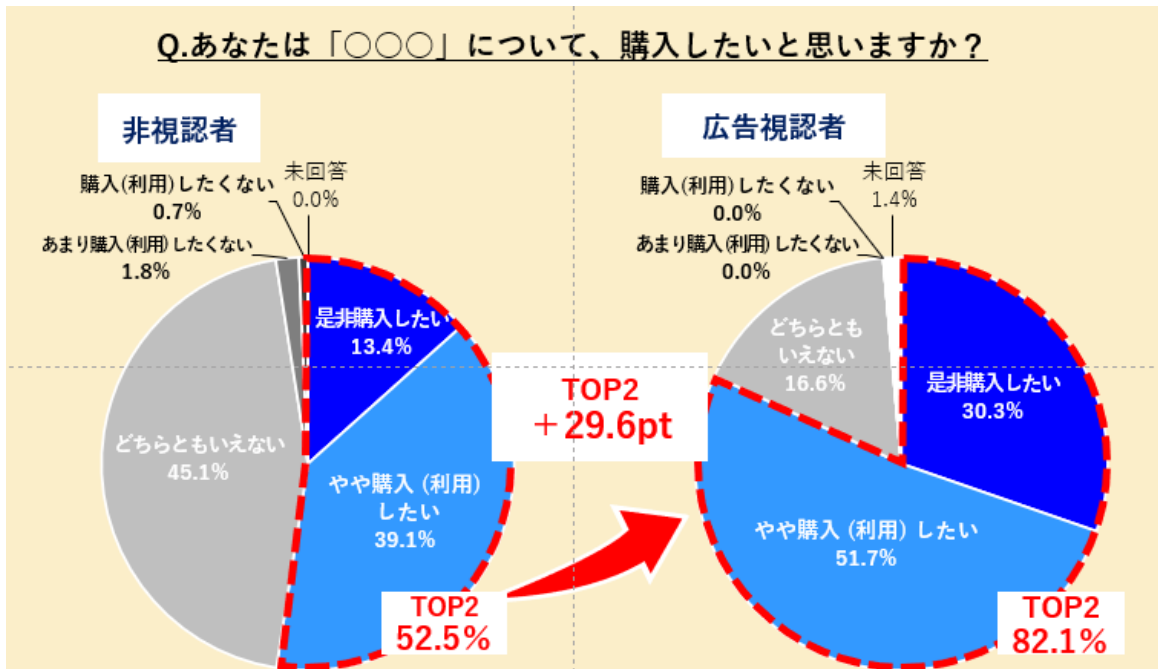 Q.あなたは「○○○」について、購入したいと思いますか？
非視認者
購入(利用)したくない
0.7%
未回答
0.0%
あまり購入(利用)したくない
1.8%
是非購入したい
13.4%
どちらともいえない
45.1%
やや購入 (利用)
したい
39.1%
TOP2
52.5%
TOP2
＋29.6pt
広告視認者
購入(利用)したくない
0.0%
未回答
1.4%
あまり購入(利用)したくない
0.0%
どちらとも
いえない
16.6%
是非購入したい
30.3%
やや購入 (利用) したい
51.7%
TOP2
82.1%